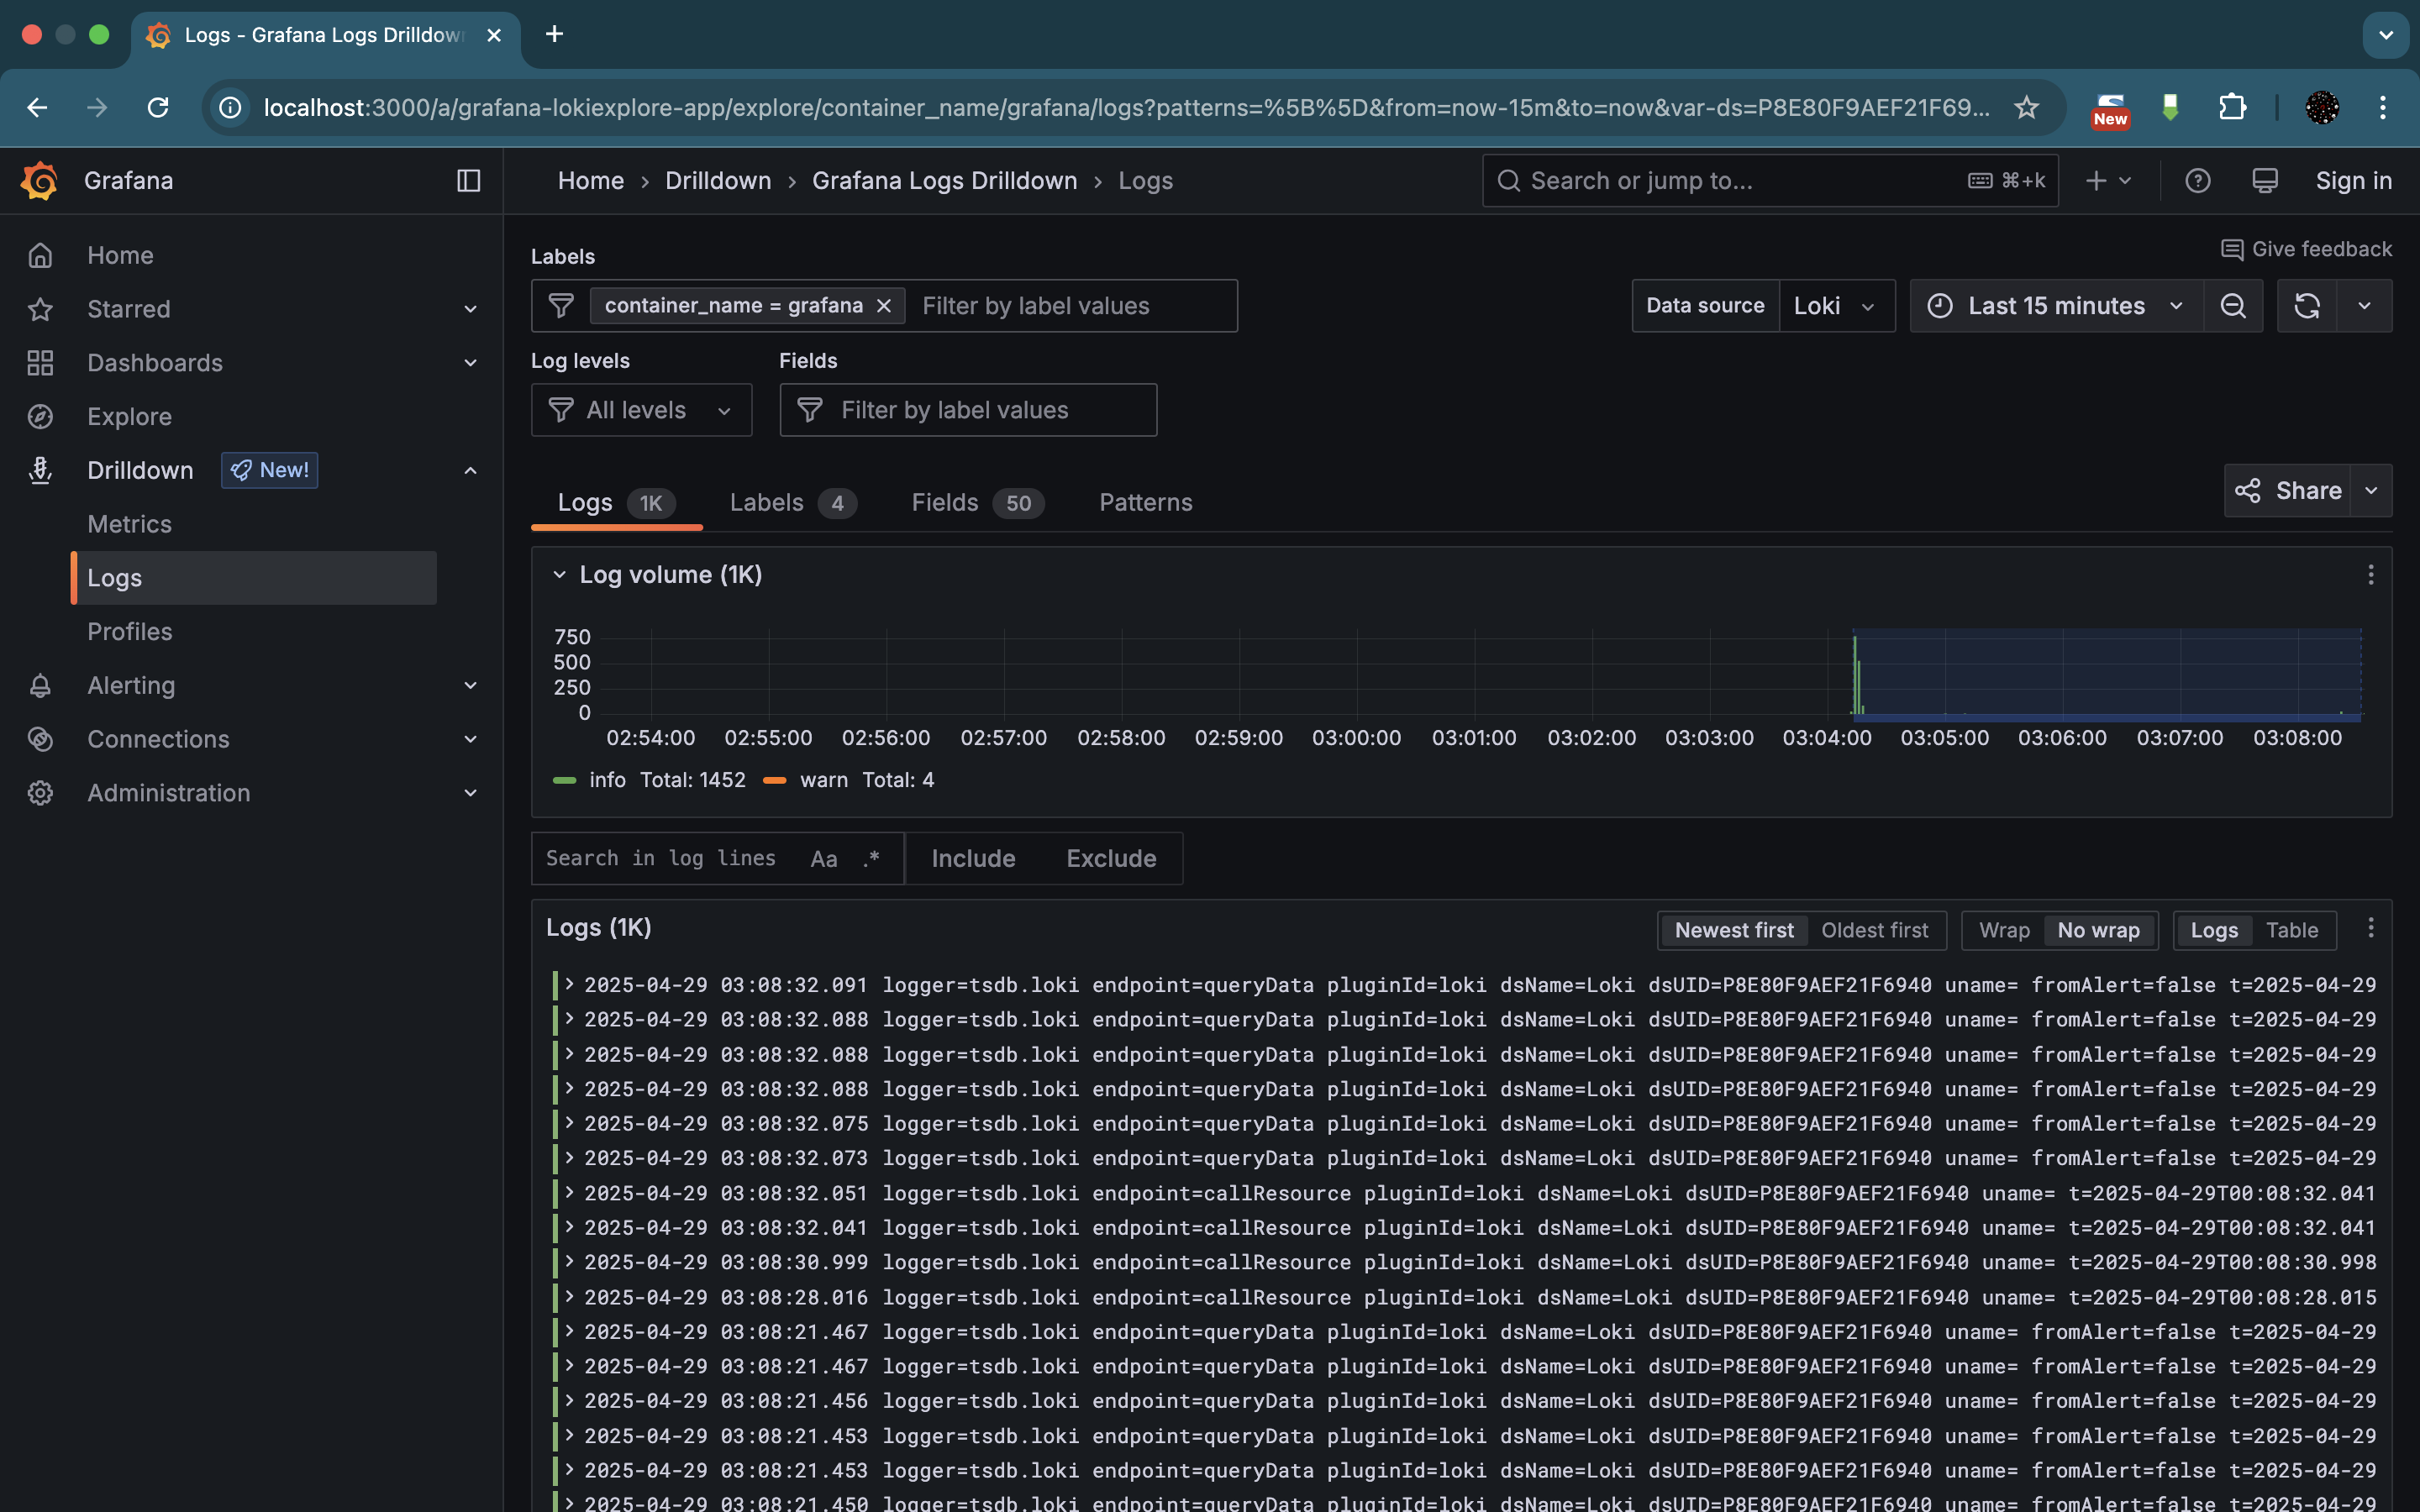 Logs - Grafana Logs Drilldow
localhost:3000/a/grafana-lokiexplore-app/explore/container_name/grafana/logs?patterns=%5B%5D&from=now-15m&to=now&var-ds=P8E80F9AEF21F69...
New
Grafana
Home › Drilldown › Grafana Logs Drilldown › Logs
Search or jump to... ⌘+k
Sign in
Home
Starred
Dashboards
Explore
Drilldown New!
Metrics
Logs
Profiles
Alerting
Connections
Administration
Give feedback
Labels
container_name = grafana Filter by label values
Data source Loki
Last 15 minutes
Log levels Fields
All levels Filter by label values
Logs 1K Labels 4 Fields 50 Patterns
Share
Log volume (1K)
750
500
250
0
02:54:00 02:55:00 02:56:00 02:57:00 02:58:00 02:59:00 03:00:00 03:01:00 03:02:00 03:03:00 03:04:00 03:05:00 03:06:00 03:07:00 03:08:00
info Total: 1452 warn Total: 4
Search in log lines Aa .* Include Exclude
Logs (1K)
Newest first Oldest first Wrap No wrap Logs Table
2025-04-29 03:08:32.091 logger=tsdb.loki endpoint=queryData pluginId=loki dsName=Loki dsUID=P8E80F9AEF21F6940 uname= fromAlert=false t=2025-04-29
2025-04-29 03:08:32.088 logger=tsdb.loki endpoint=queryData pluginId=loki dsName=Loki dsUID=P8E80F9AEF21F6940 uname= fromAlert=false t=2025-04-29
2025-04-29 03:08:32.088 logger=tsdb.loki endpoint=queryData pluginId=loki dsName=Loki dsUID=P8E80F9AEF21F6940 uname= fromAlert=false t=2025-04-29
2025-04-29 03:08:32.088 logger=tsdb.loki endpoint=queryData pluginId=loki dsName=Loki dsUID=P8E80F9AEF21F6940 uname= fromAlert=false t=2025-04-29
2025-04-29 03:08:32.075 logger=tsdb.loki endpoint=queryData pluginId=loki dsName=Loki dsUID=P8E80F9AEF21F6940 uname= fromAlert=false t=2025-04-29
2025-04-29 03:08:32.073 logger=tsdb.loki endpoint=queryData pluginId=loki dsName=Loki dsUID=P8E80F9AEF21F6940 uname= fromAlert=false t=2025-04-29
2025-04-29 03:08:32.051 logger=tsdb.loki endpoint=callResource pluginId=loki dsName=Loki dsUID=P8E80F9AEF21F6940 uname= t=2025-04-29T00:08:32.041
2025-04-29 03:08:32.041 logger=tsdb.loki endpoint=callResource pluginId=loki dsName=Loki dsUID=P8E80F9AEF21F6940 uname= t=2025-04-29T00:08:32.041
2025-04-29 03:08:30.999 logger=tsdb.loki endpoint=callResource pluginId=loki dsName=Loki dsUID=P8E80F9AEF21F6940 uname= t=2025-04-29T00:08:30.998
2025-04-29 03:08:28.016 logger=tsdb.loki endpoint=callResource pluginId=loki dsName=Loki dsUID=P8E80F9AEF21F6940 uname= t=2025-04-29T00:08:28.015
2025-04-29 03:08:21.467 logger=tsdb.loki endpoint=queryData pluginId=loki dsName=Loki dsUID=P8E80F9AEF21F6940 uname= fromAlert=false t=2025-04-29
2025-04-29 03:08:21.467 logger=tsdb.loki endpoint=queryData pluginId=loki dsName=Loki dsUID=P8E80F9AEF21F6940 uname= fromAlert=false t=2025-04-29
2025-04-29 03:08:21.456 logger=tsdb.loki endpoint=queryData pluginId=loki dsName=Loki dsUID=P8E80F9AEF21F6940 uname= fromAlert=false t=2025-04-29
2025-04-29 03:08:21.453 logger=tsdb.loki endpoint=queryData pluginId=loki dsName=Loki dsUID=P8E80F9AEF21F6940 uname= fromAlert=false t=2025-04-29
2025-04-29 03:08:21.453 logger=tsdb.loki endpoint=queryData pluginId=loki dsName=Loki dsUID=P8E80F9AEF21F6940 uname= fromAlert=false t=2025-04-29
2025-04-29 03:08:21.450 logger=tsdb.loki endpoint=queryData pluginId=loki dsName=Loki dsUID=P8E80F9AEF21F6940 uname= fromAlert=false t=2025-04-29